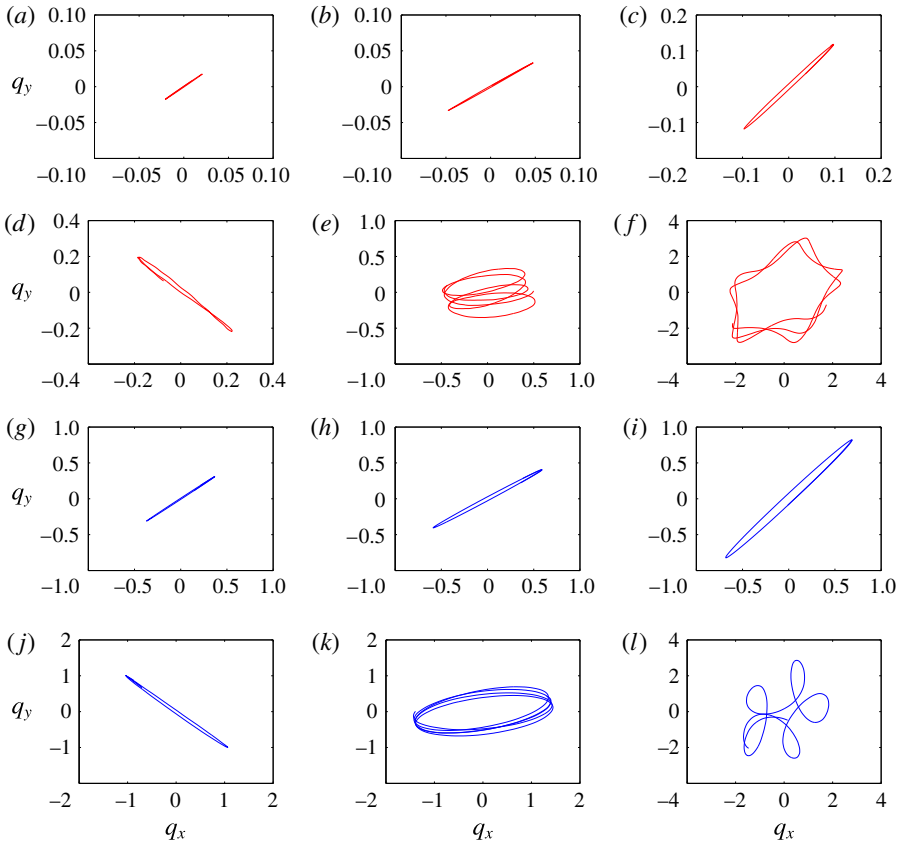 (a) (b) (c)
0.10 0.10 0.2
0.05 0.05 0.1
qy 0 0 0
−0.05 −0.05 −0.1
−0.10 −0.05 0 0.05 0.10 −0.10 −0.05 0 0.05 0.10 −0.2 −0.1 0 0.1 0.2
(d) (e) (f)
0.4 1.0 4
0.2 0.5 2
qy 0 0 0
−0.2 −0.5 −2
−0.4 −0.2 0 0.2 0.4 −1.0 −0.5 0 0.5 1.0 −4 −2 0 2 4
(g) (h) (i)
1.0 1.0 1.0
0.5 0.5 0.5
qy 0 0 0
−0.5 −0.5 −0.5
−1.0 −0.5 0 0.5 1.0 −1.0 −0.5 0 0.5 1.0 −1.0 −0.5 0 0.5 1.0
(j) (k) (l)
2 2 4
1 1 2
qy 0 0 0
−1 −1 −2
−2 −1 0 1 2 −2 −1 0 1 2 −4 −2 0 2 4
qx qx qx